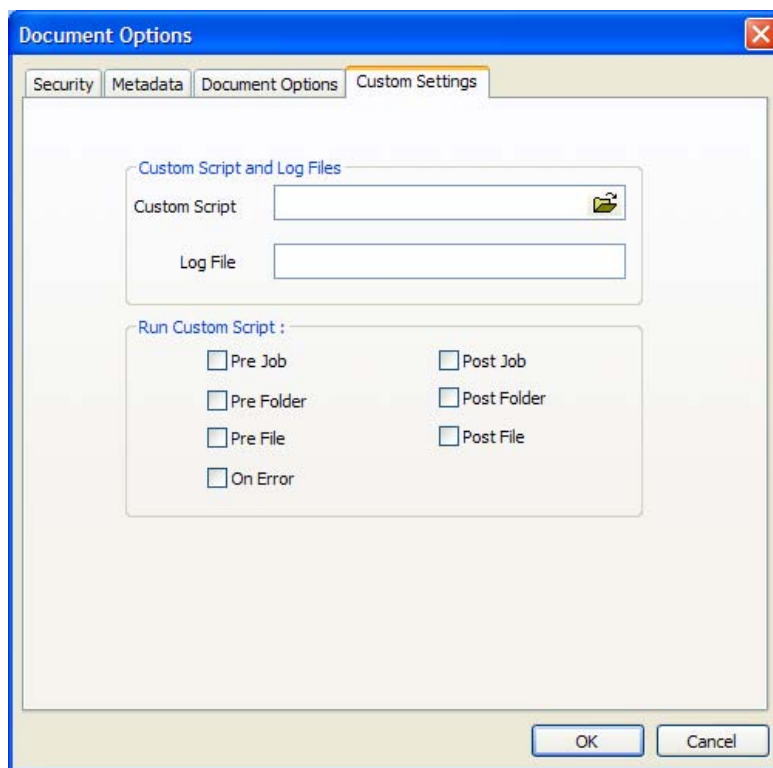 Document Options
Security Metadata Document Options Custom Settings
Custom Script and Log Files
Custom Script
Log File
Run Custom Script :
Pre Job Post Job
Pre Folder Post Folder
Pre File Post File
On Error
OK Cancel